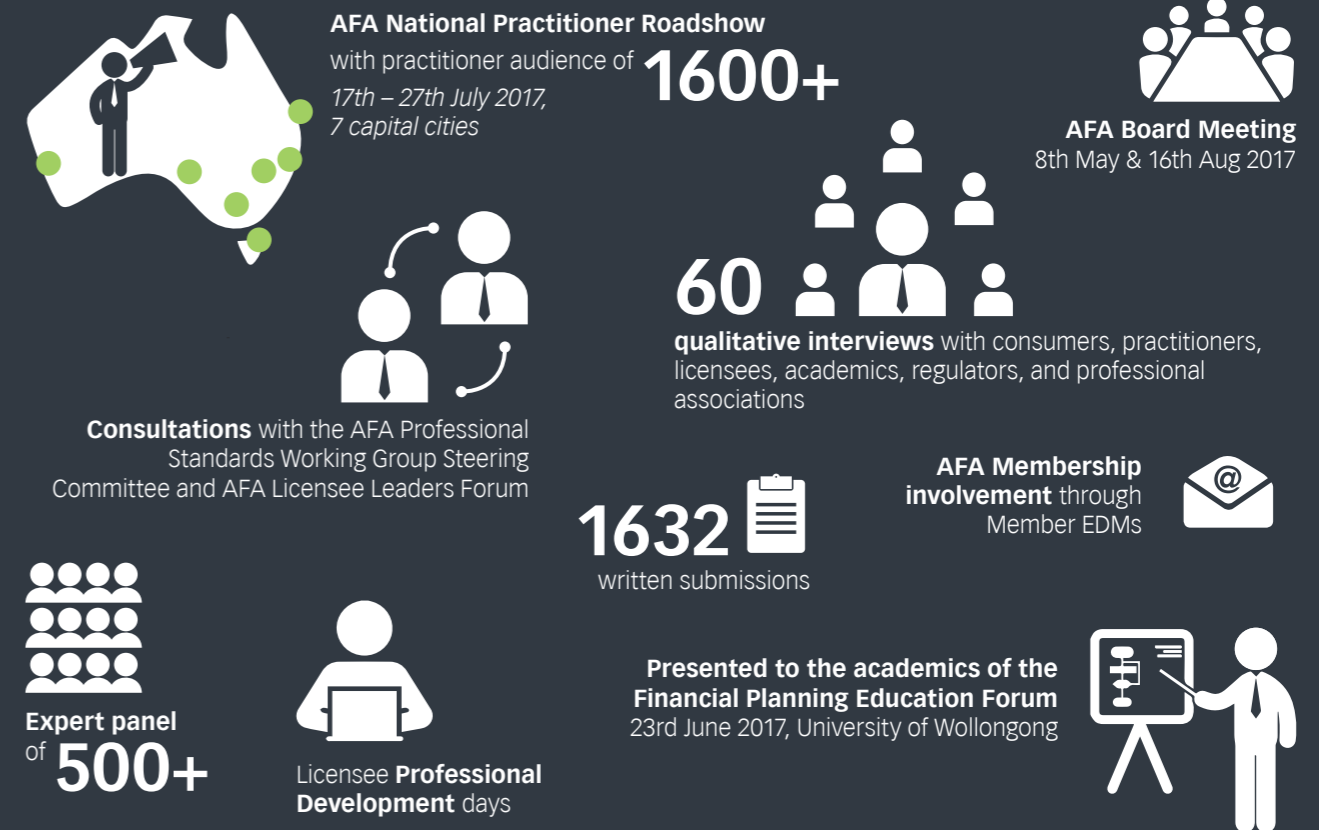 AFA National Practitioner Roadshow
with practitioner audience of 1600+
17th – 27th July 2017,
7 capital cities
AFA Board Meeting
8th May & 16th Aug 2017
60
qualitative interviews with consumers, practitioners,
licensees, academics, regulators, and professional
associations
Consultations with the AFA Professional
Standards Working Group Steering
Committee and AFA Licensee Leaders Forum
AFA Membership
involvement through
Member EDMs
@
1632
written submissions
Expert panel
of 500+
Licensee Professional
Development days
Presented to the academics of the
Financial Planning Education Forum
23rd June 2017, University of Wollongong